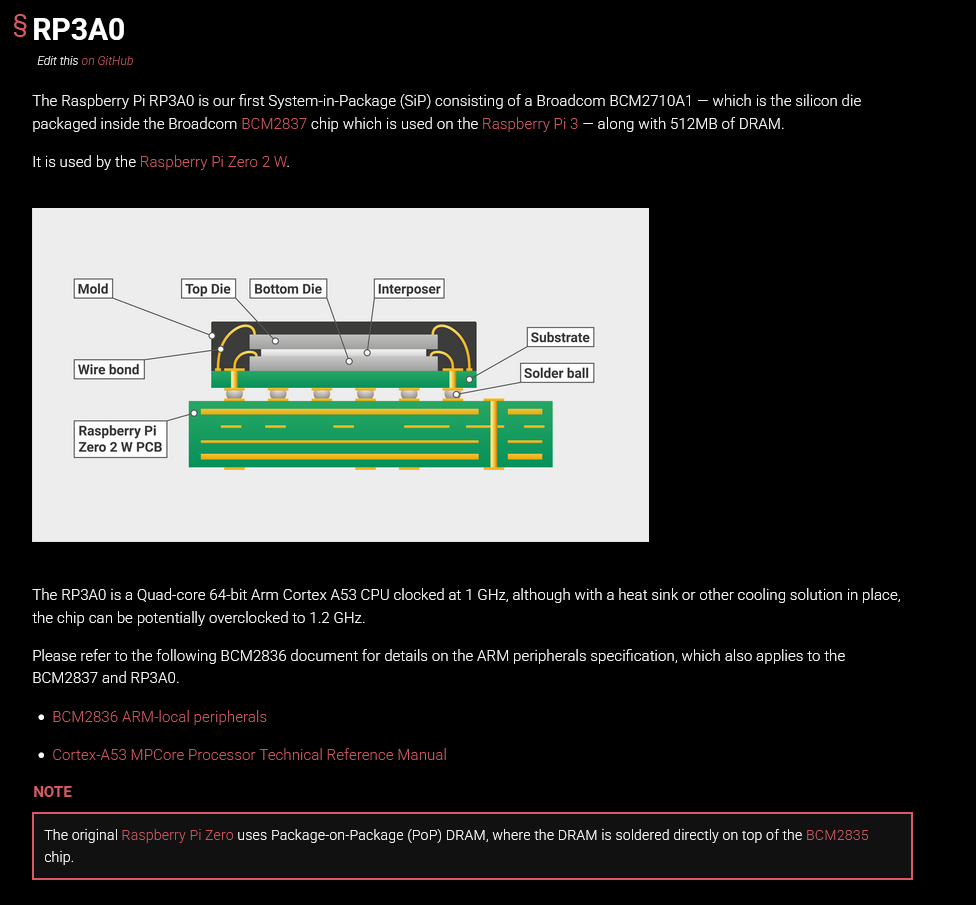 § RP3A0
Edit this on GitHub
The Raspberry Pi RP3A0 is our first System-in-Package (SiP) consisting of a Broadcom BCM2710A1 — which is the silicon die
packaged inside the Broadcom BCM2837 chip which is used on the Raspberry Pi 3 — along with 512MB of DRAM.
It is used by the Raspberry Pi Zero 2 W.
Mold
Top Die
Bottom Die
Interposer
Substrate
Wire bond
Solder ball
Raspberry Pi
Zero 2 W PCB
The RP3A0 is a Quad-core 64-bit Arm Cortex A53 CPU clocked at 1 GHz, although with a heat sink or other cooling solution in place,
the chip can be potentially overclocked to 1.2 GHz.
Please refer to the following BCM2836 document for details on the ARM peripherals specification, which also applies to the
BCM2837 and RP3A0.
• BCM2836 ARM-local peripherals
• Cortex-A53 MPCore Processor Technical Reference Manual
NOTE
The original Raspberry Pi Zero uses Package-on-Package (PoP) DRAM, where the DRAM is soldered directly on top of the BCM2835
chip.